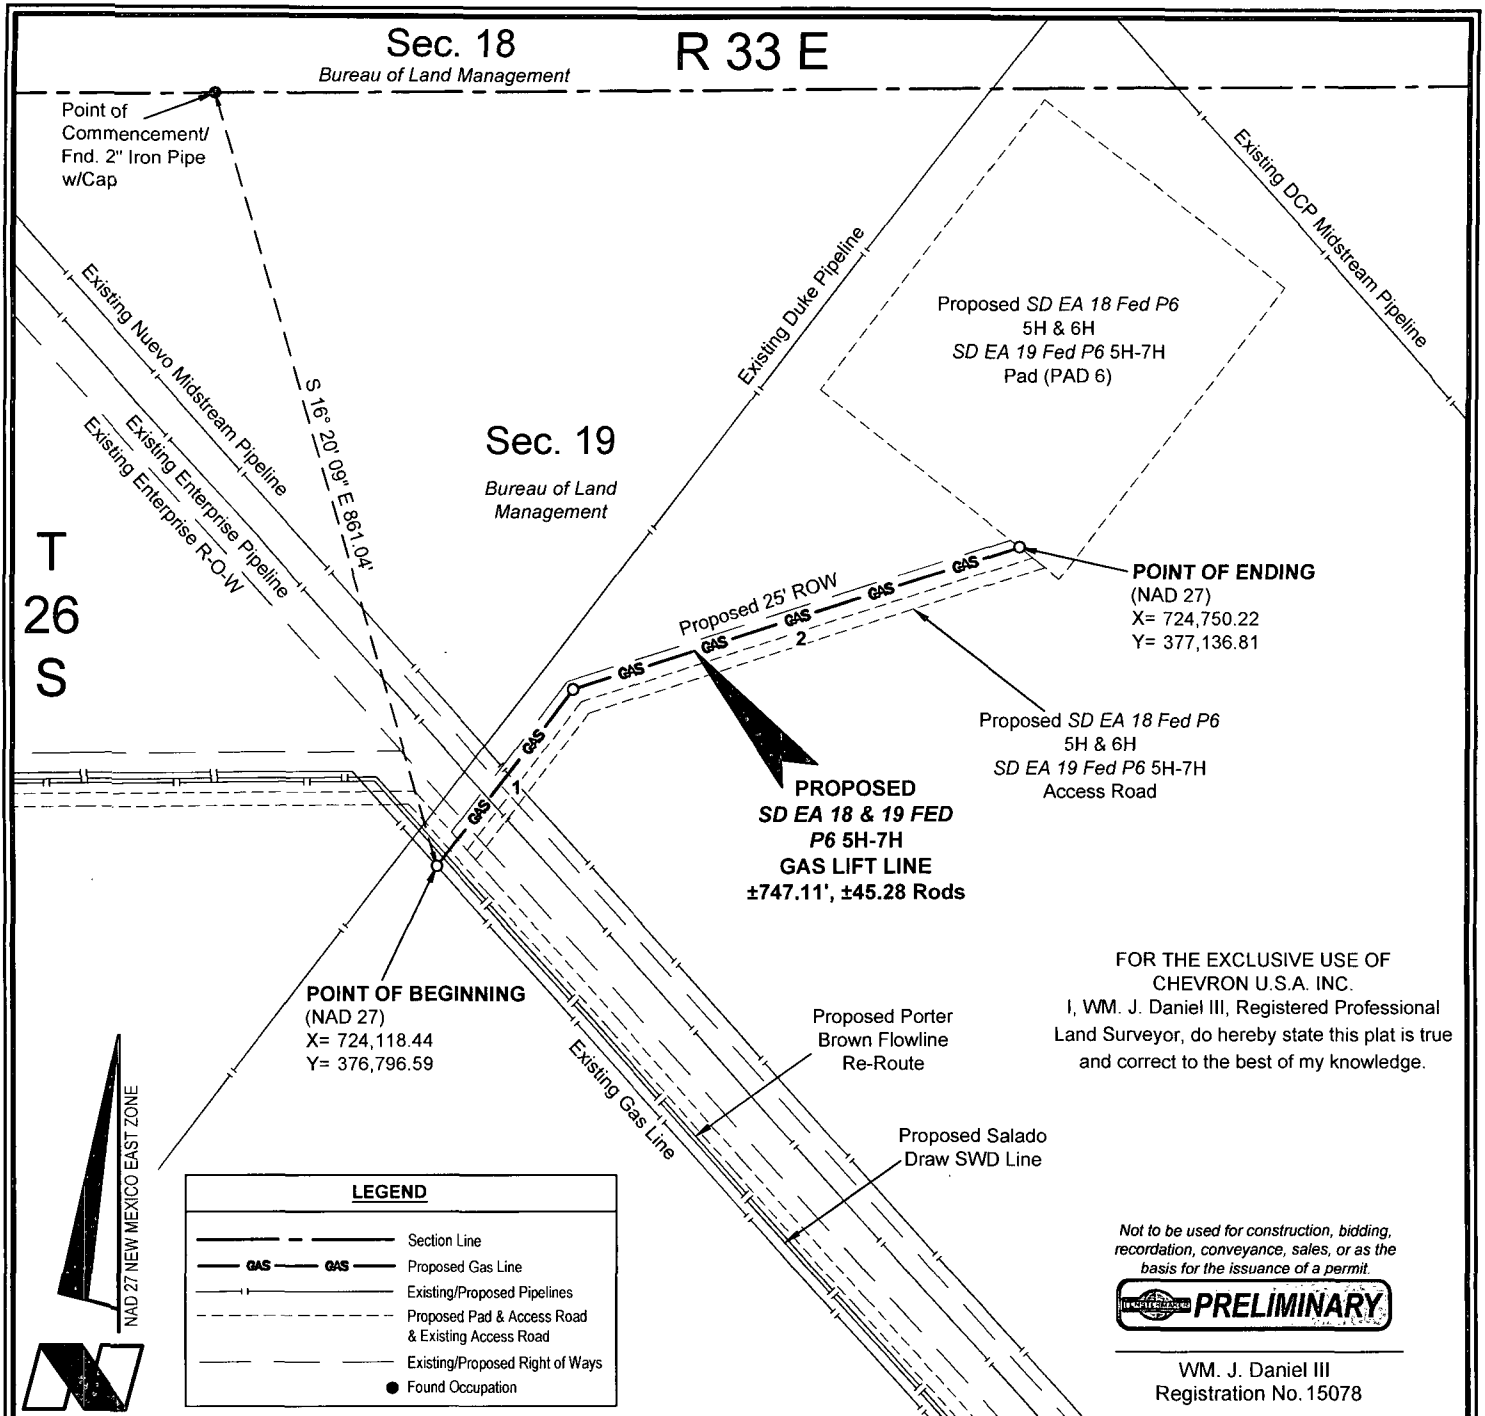 Sec. 18
Bureau of Land Management
R 33 E
Point of
Commencement/
Fnd. 2" Iron Pipe
w/Cap
Existing DCP Midstream Pipeline
Existing Duke Pipeline
Existing Nuevo Midstream Pipeline
Existing Enterprise Pipeline
Existing Enterprise R-O-W
S 16° 20' 09" E 861.04'
Proposed SD EA 18 Fed P6
5H & 6H
SD EA 19 Fed P6 5H-7H
Pad (PAD 6)
Sec. 19
Bureau of Land
Management
T
26
S
Proposed 25' ROW
GAS
GAS
GAS
GAS
GAS
2
GAS
GAS
1
POINT OF ENDING
(NAD 27)
X= 724,750.22
Y= 377,136.81
Proposed SD EA 18 Fed P6
5H & 6H
SD EA 19 Fed P6 5H-7H
Access Road
PROPOSED
SD EA 18 & 19 FED
P6 5H-7H
GAS LIFT LINE
±747.11', ±45.28 Rods
POINT OF BEGINNING
(NAD 27)
X= 724,118.44
Y= 376,796.59
FOR THE EXCLUSIVE USE OF
CHEVRON U.S.A. INC.
I, WM. J. Daniel III, Registered Professional
Land Surveyor, do hereby state this plat is true
and correct to the best of my knowledge.
Proposed Porter
Brown Flowline
Re-Route
Existing Gas Line
Proposed Salado
Draw SWD Line
NAD 27 NEW MEXICO EAST ZONE
LEGEND
Section Line
GAS GAS Proposed Gas Line
Existing/Proposed Pipelines
Proposed Pad & Access Road
& Existing Access Road
Existing/Proposed Right of Ways
Found Occupation
Not to be used for construction, bidding,
recordation, conveyance, sales, or as the
basis for the issuance of a permit.
FENSTERMAKER
PRELIMINARY
WM. J. Daniel III
Registration No. 15078